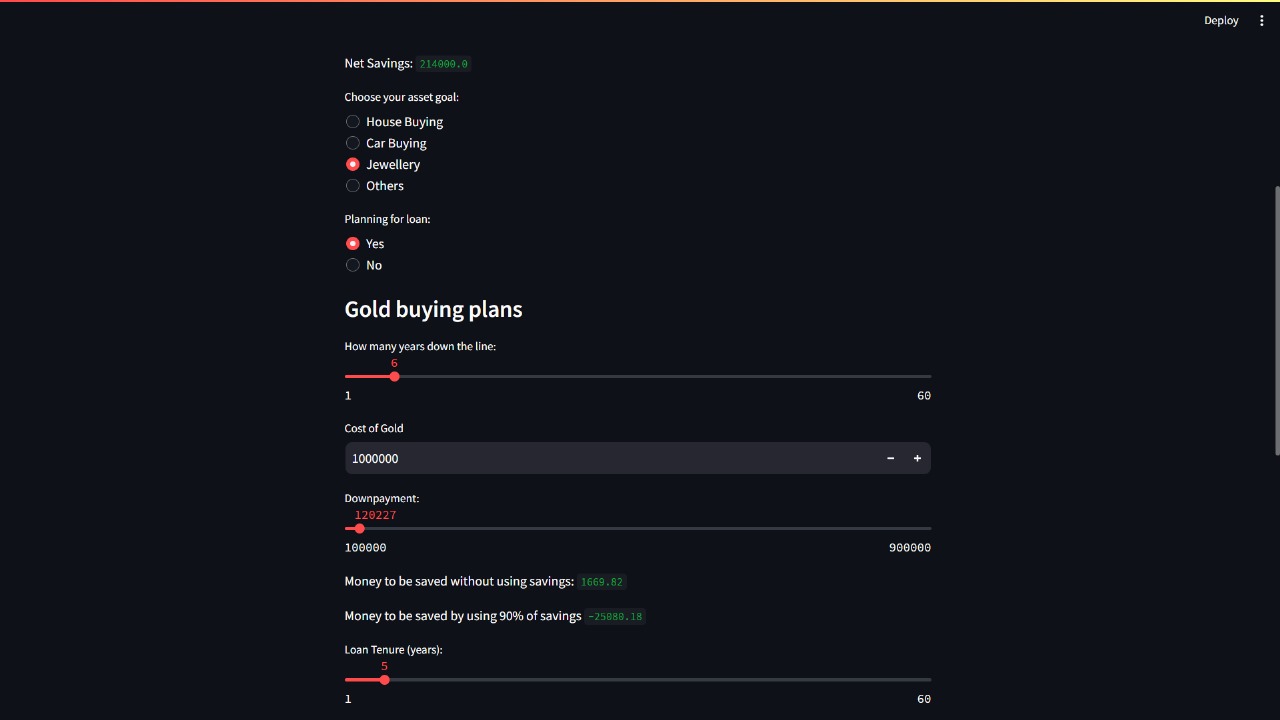 Deploy
Net Savings: 214000.0
Choose your asset goal:
House Buying
Car Buying
Jewellery
Others
Planning for loan:
Yes
No
Gold buying plans
How many years down the line:
6
1 60
Cost of Gold
1000000 − +
Downpayment:
120227
100000 900000
Money to be saved without using savings: 1669.82
Money to be saved by using 90% of savings -25080.18
Loan Tenure (years):
5
1 60